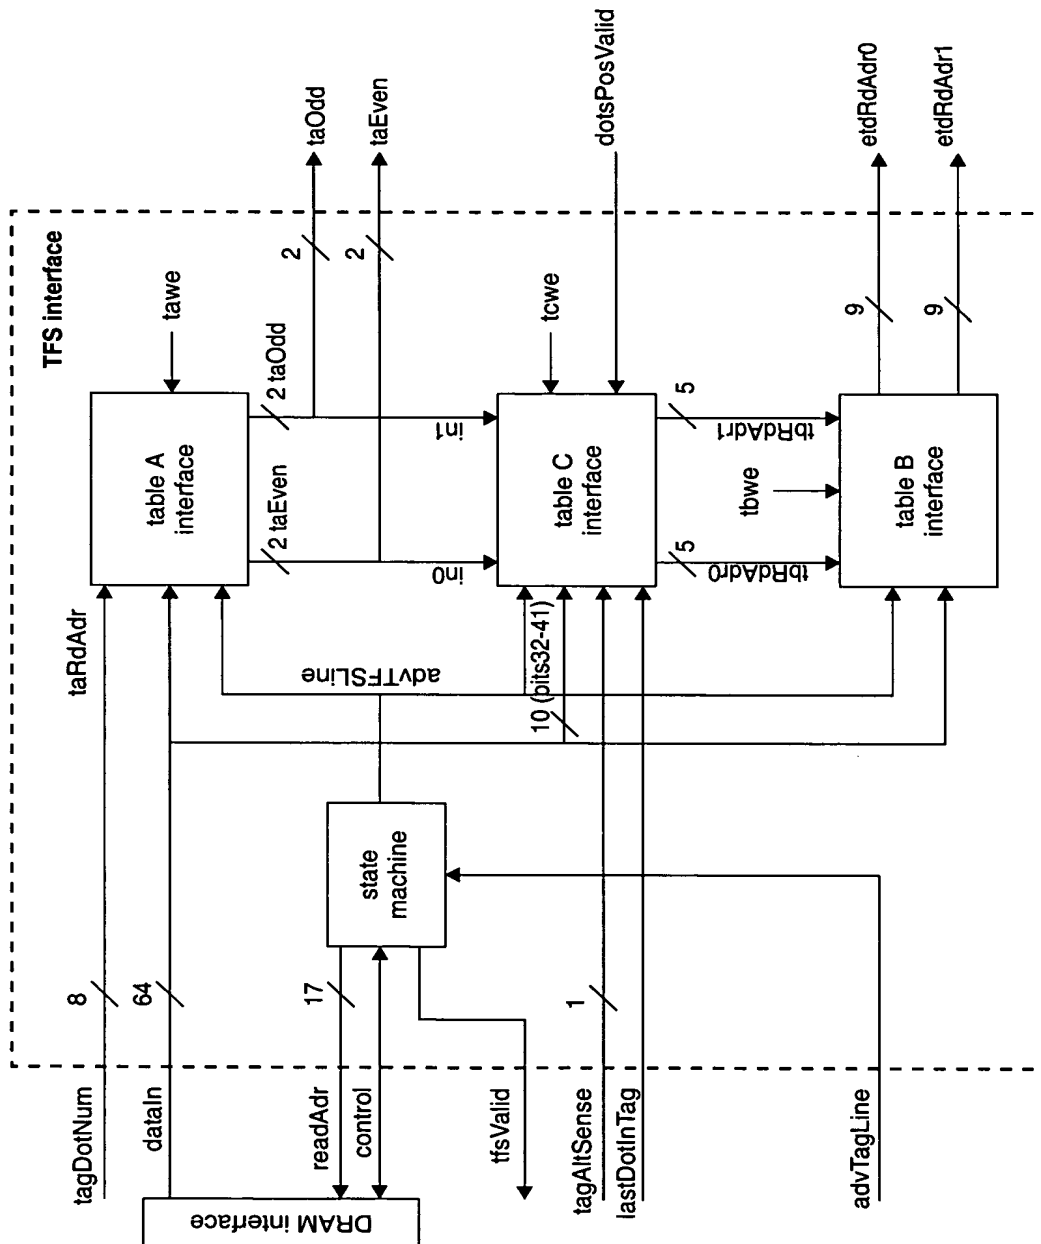 TFS interface
tagDotNum
8
taRdAdr
table A
interface
tawe
dataIn
64
2 taEven
2 taOdd
2
taOdd
2
taEven
DRAM interface
readAdr
17
control
state
machine
advTFSLine
tfsValid
in0
in1
10 (bits32-41)
table C
interface
tcwe
dotsPosValid
tagAltSense
1
lastDotInTag
5
tbRdAdr0
5
tbRdAdr1
tbwe
advTagLine
table B
interface
9
etdRdAdr0
9
etdRdAdr1